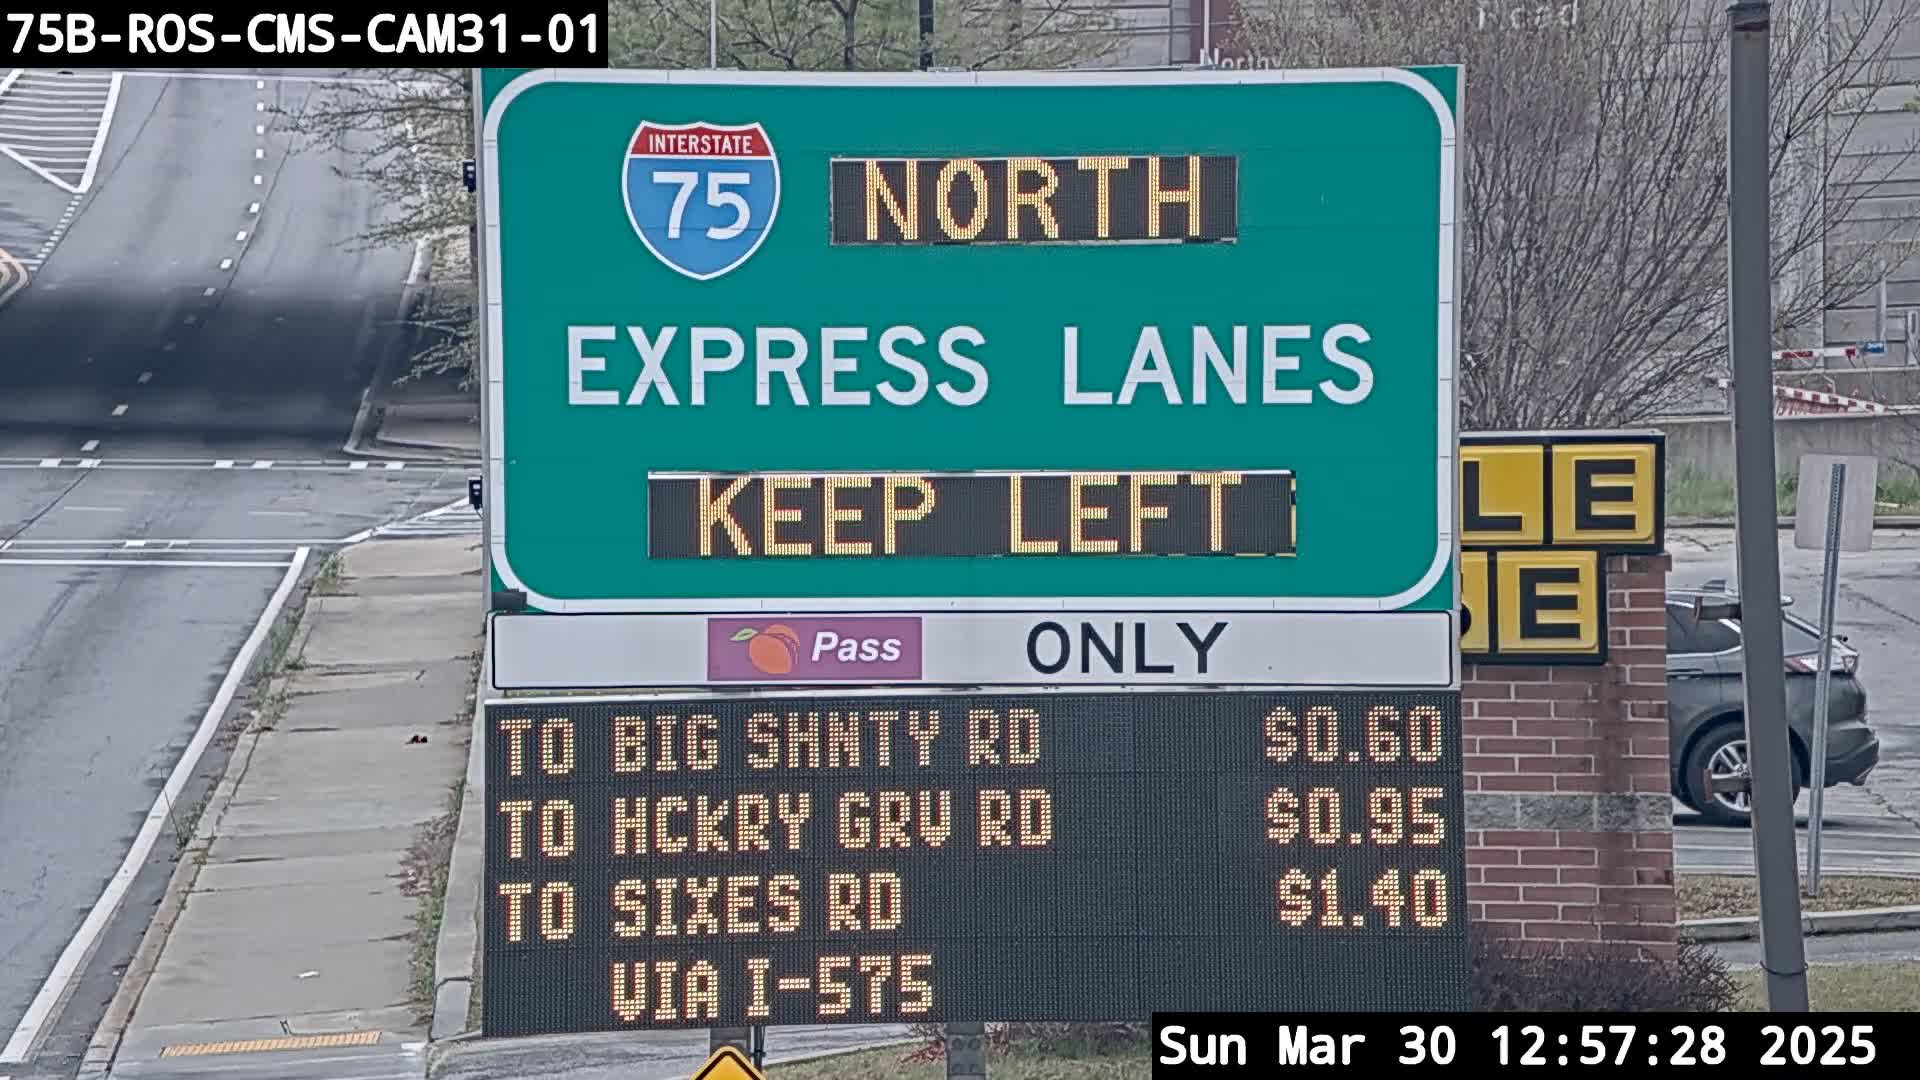 75B-ROS-CMS-CAM31-01
North
INTERSTATE
75
NORTH
EXPRESS LANES
KEEP LEFT
LE
E
Pass ONLY
TO BIG SHNTY RD $0.60
TO HCKRY GRV RD $0.95
TO SIXES RD $1.40
VIA I-575
Sun Mar 30 12:57:28 2025